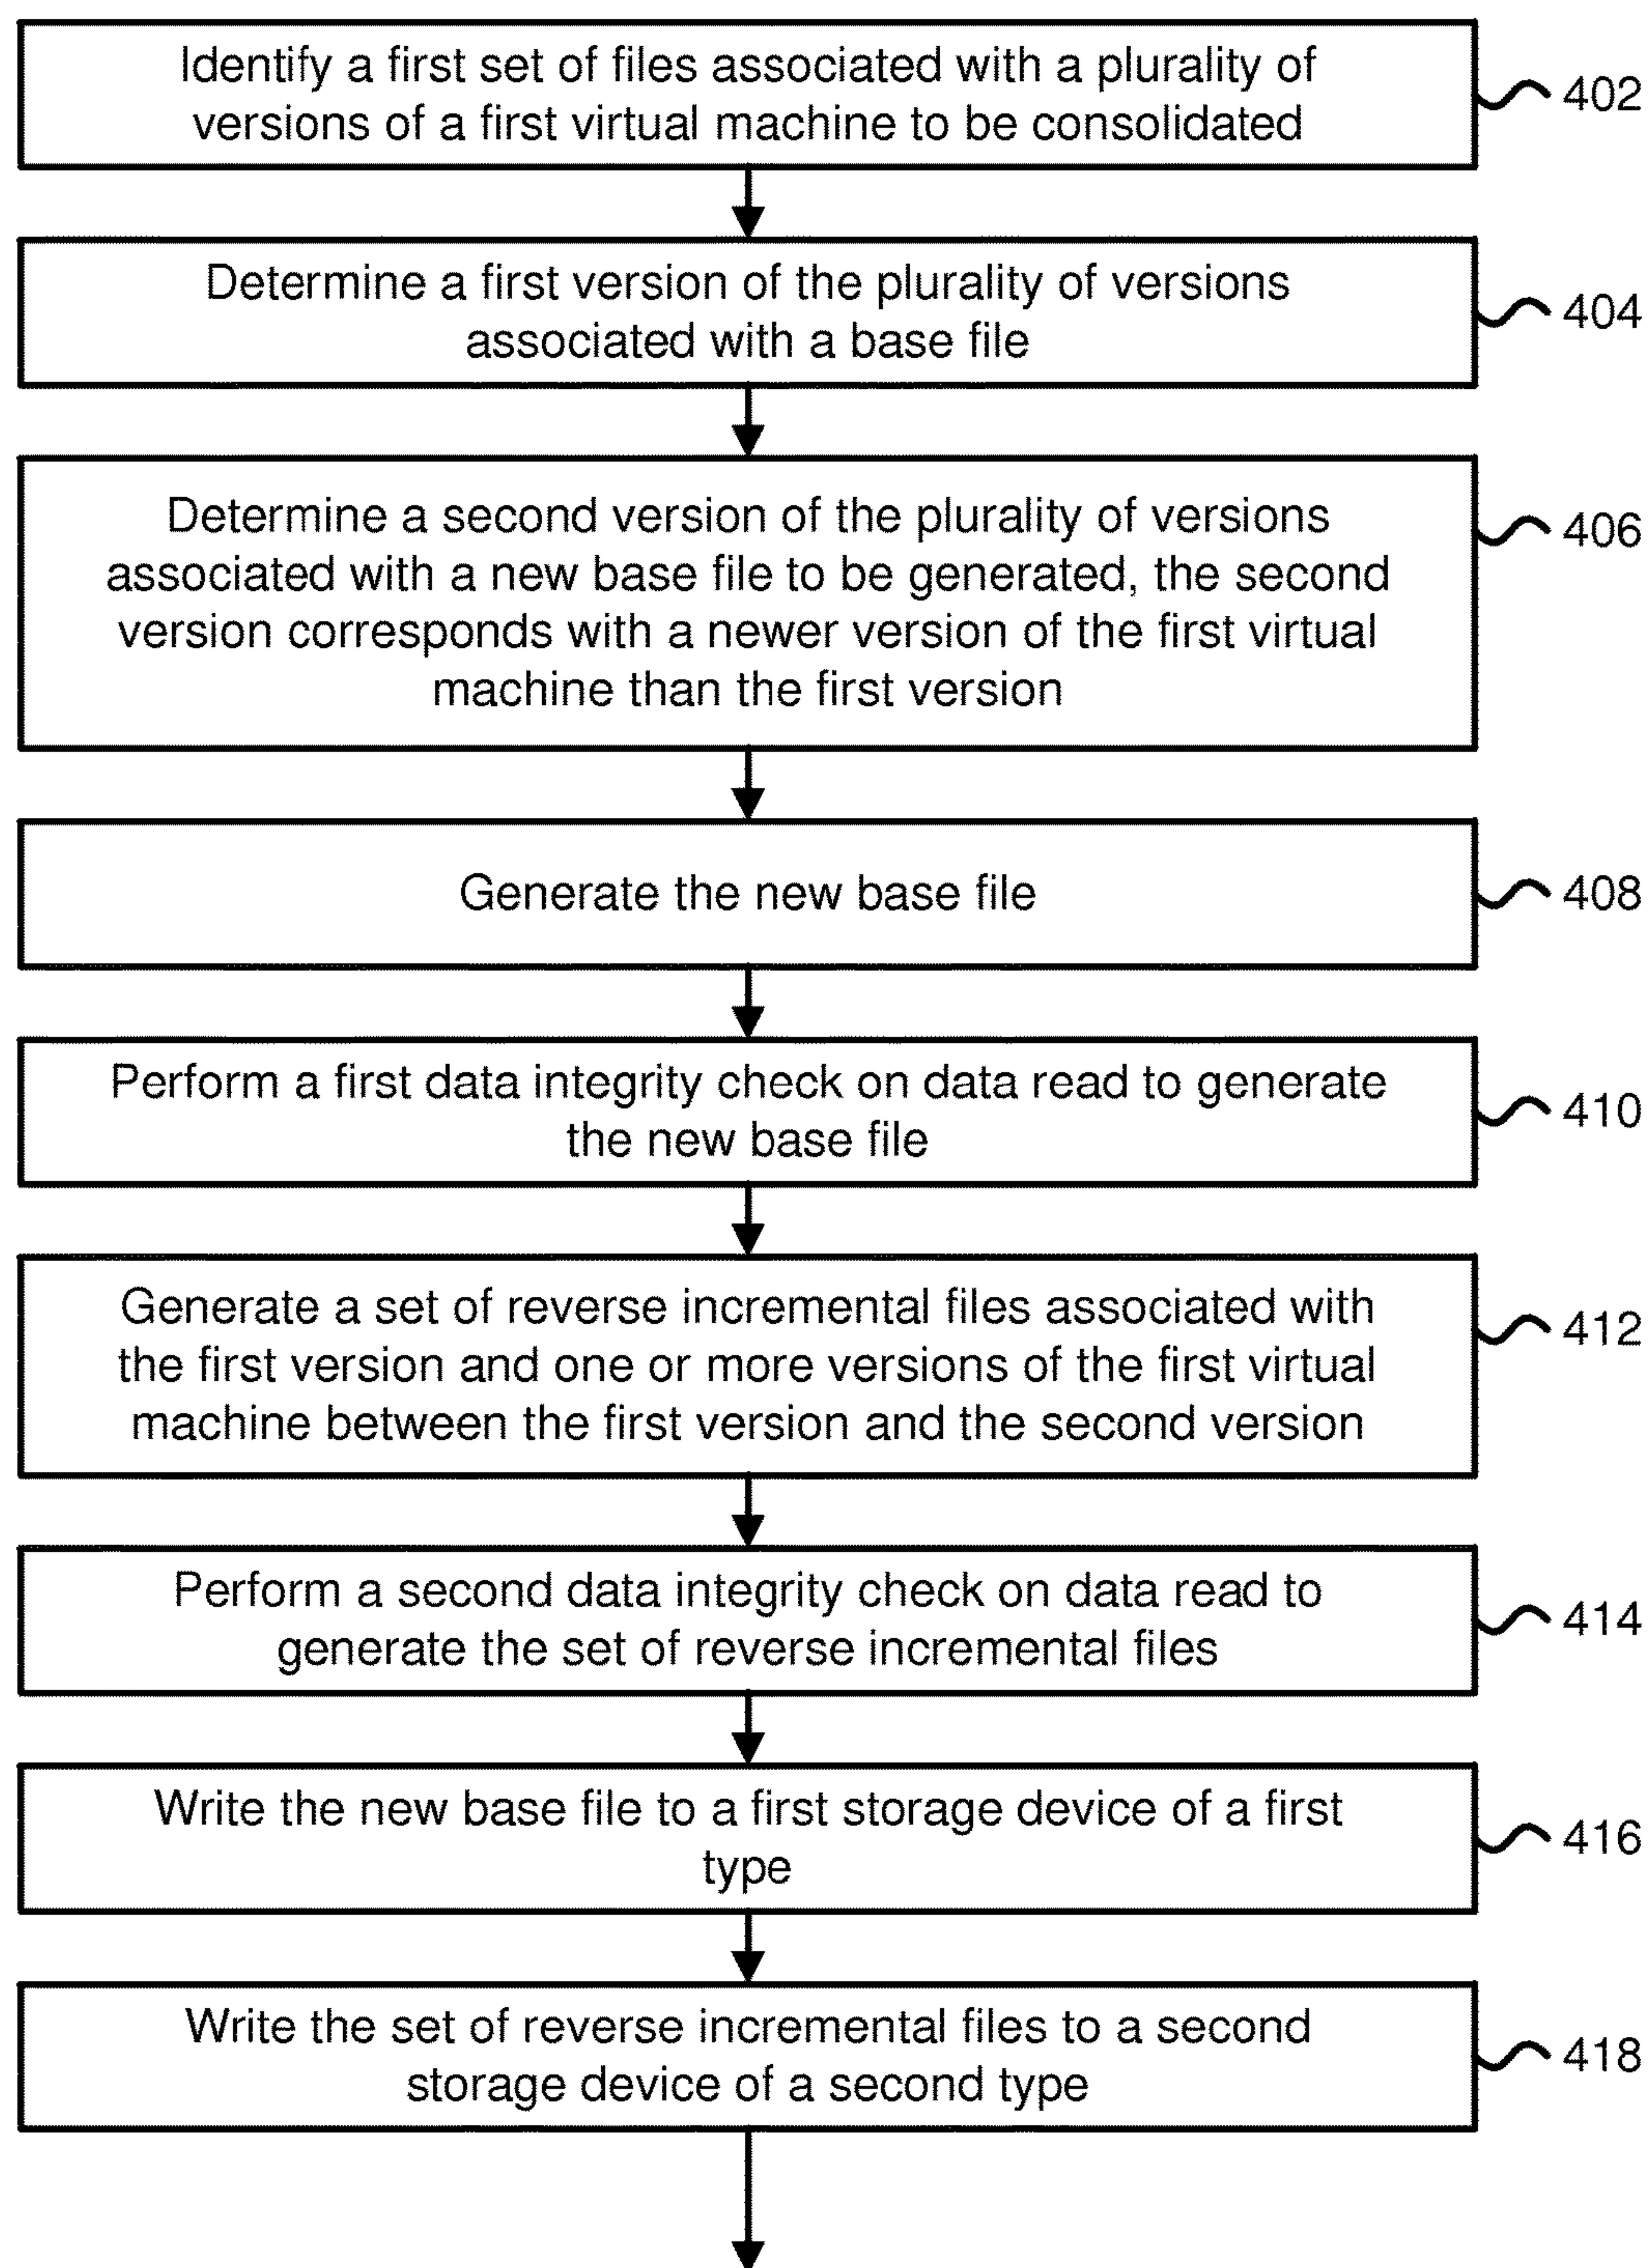 Identify a first set of files associated with a plurality of
versions of a first virtual machine to be consolidated
402
Determine a first version of the plurality of versions
associated with a base file
404
Determine a second version of the plurality of versions
associated with a new base file to be generated, the second
version corresponds with a newer version of the first virtual
machine than the first version
406
Generate the new base file
408
Perform a first data integrity check on data read to generate
the new base file
410
Generate a set of reverse incremental files associated with
the first version and one or more versions of the first virtual
machine between the first version and the second version
412
Perform a second data integrity check on data read to
generate the set of reverse incremental files
414
Write the new base file to a first storage device of a first
type
416
Write the set of reverse incremental files to a second
storage device of a second type
418